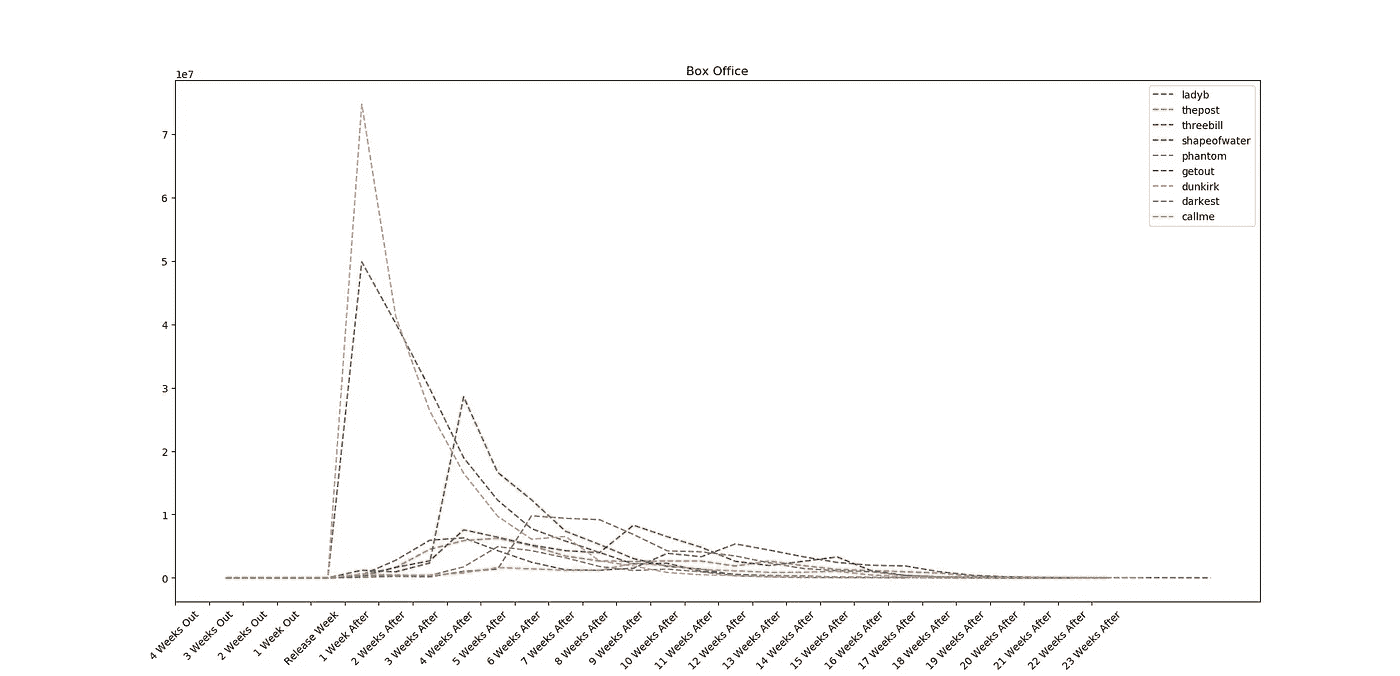 Box Office
1e7
7
6
5
4
3
2
1
0
ladyb
thepost
threebill
shapeofwater
phantom
getout
dunkirk
darkest
callme
4 Weeks Out
3 Weeks Out
2 Weeks Out
1 Week Out
Release Week
1 Week After
2 Weeks After
3 Weeks After
4 Weeks After
5 Weeks After
6 Weeks After
7 Weeks After
8 Weeks After
9 Weeks After
10 Weeks After
11 Weeks After
12 Weeks After
13 Weeks After
14 Weeks After
15 Weeks After
16 Weeks After
17 Weeks After
18 Weeks After
19 Weeks After
20 Weeks After
21 Weeks After
22 Weeks After
23 Weeks After